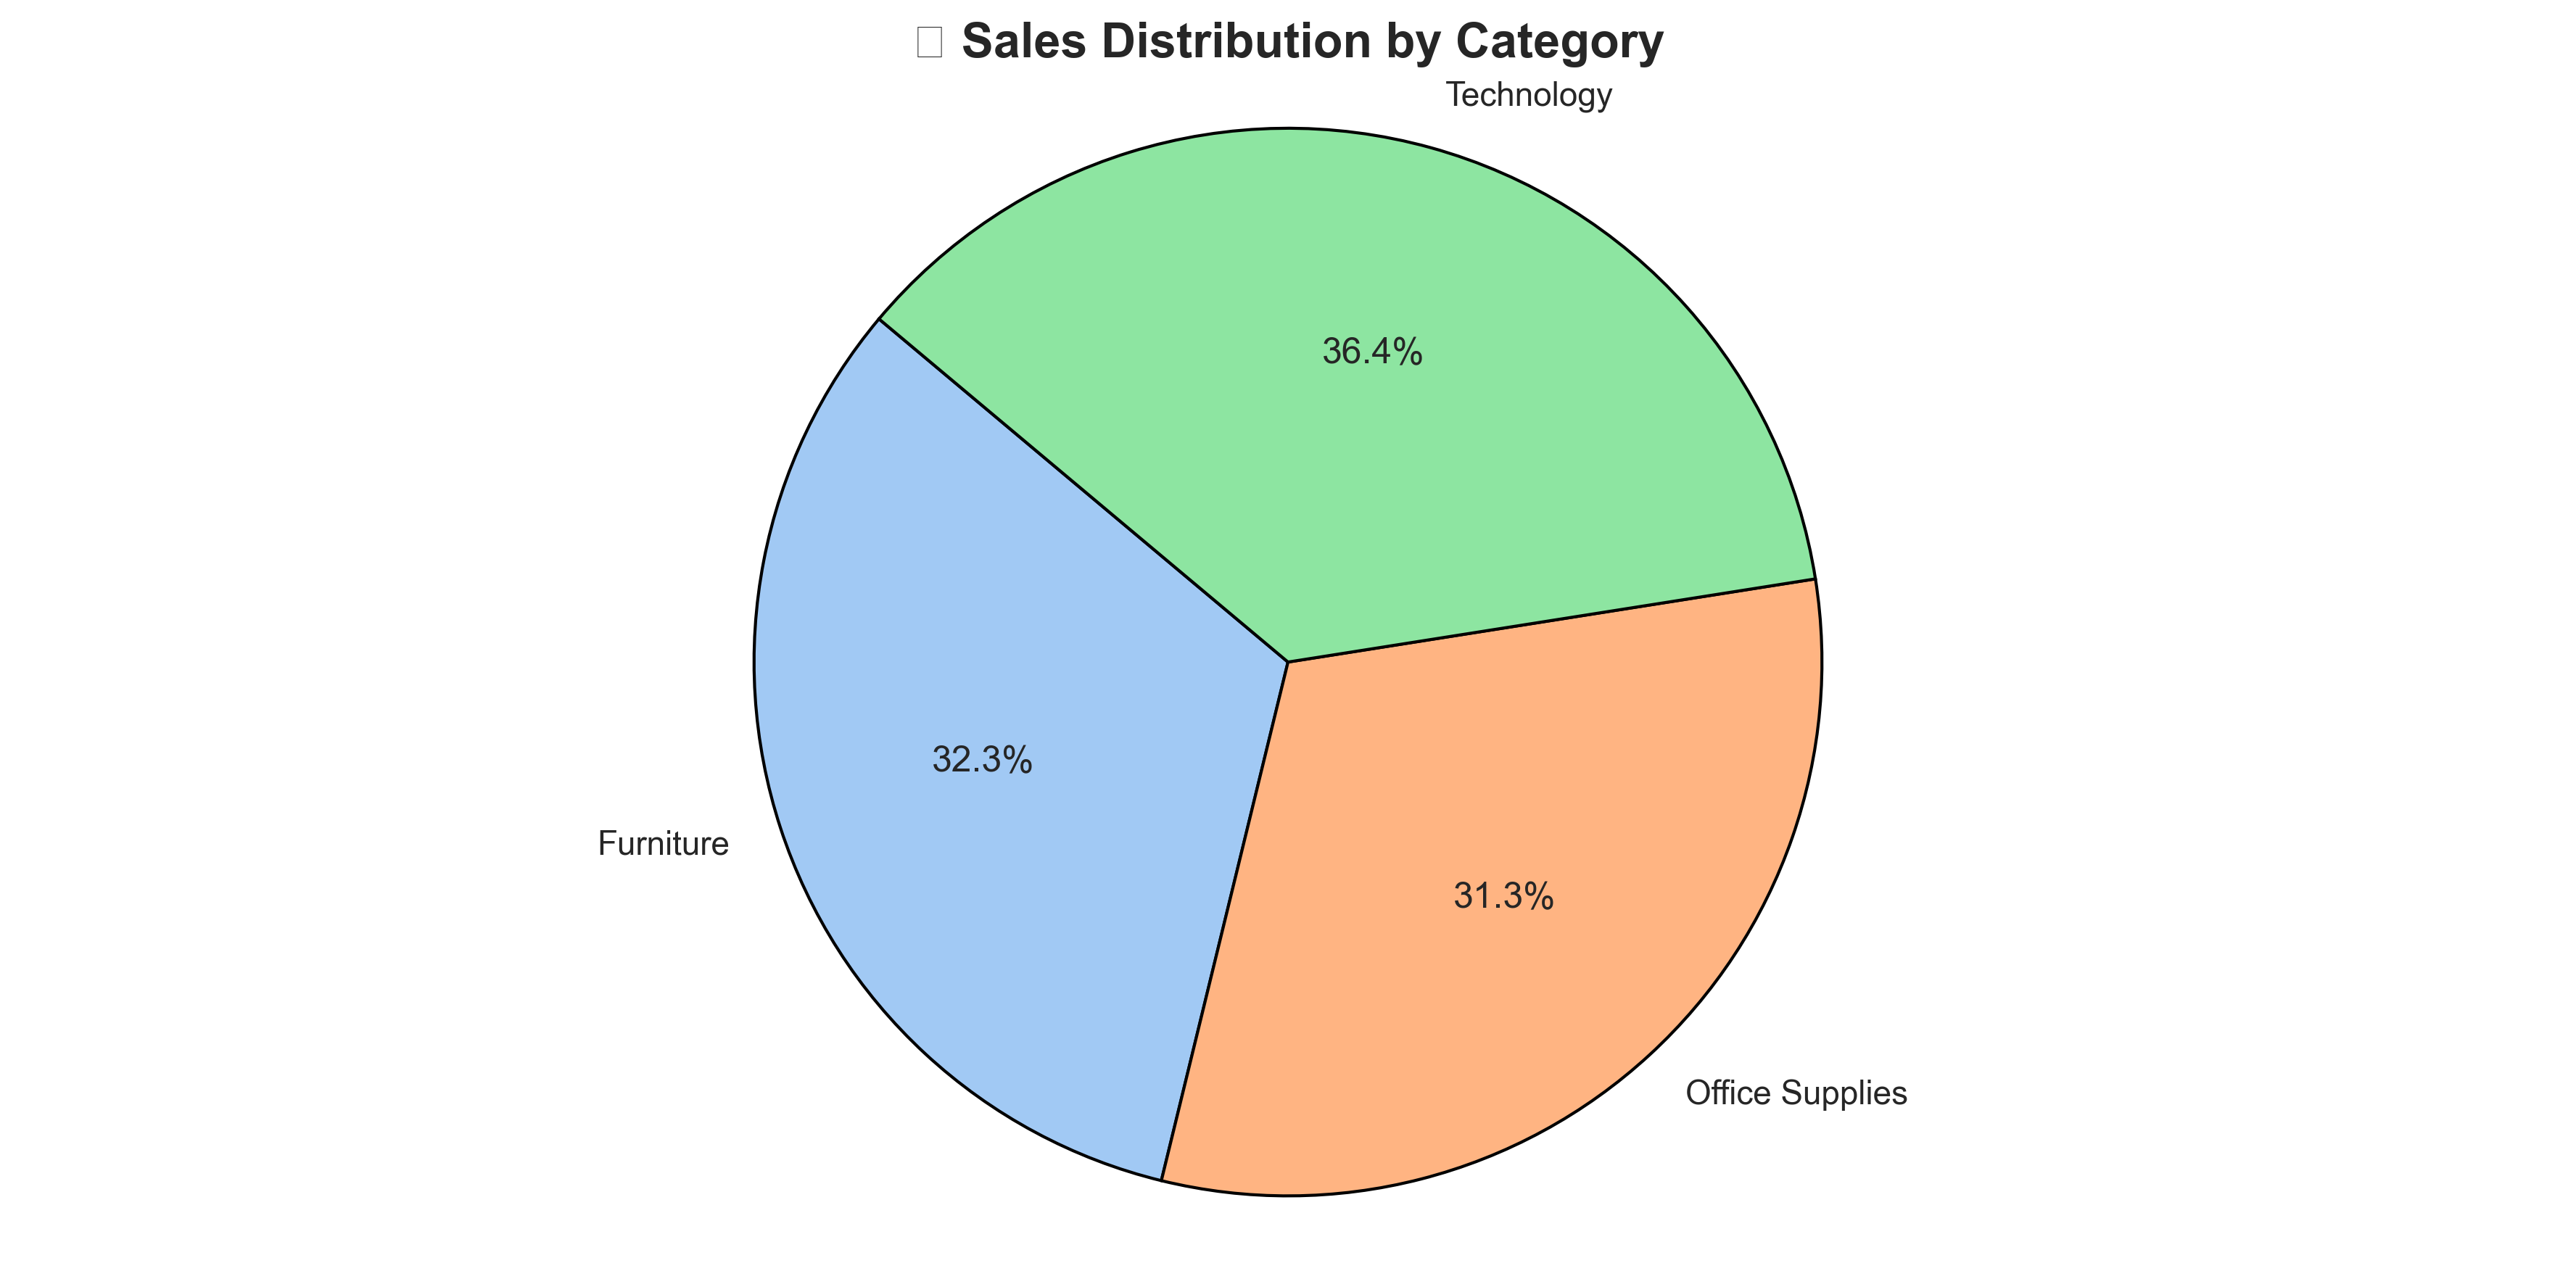 Sales Distribution by Category
Technology
36.4%
32.3%
Furniture
31.3%
Office Supplies